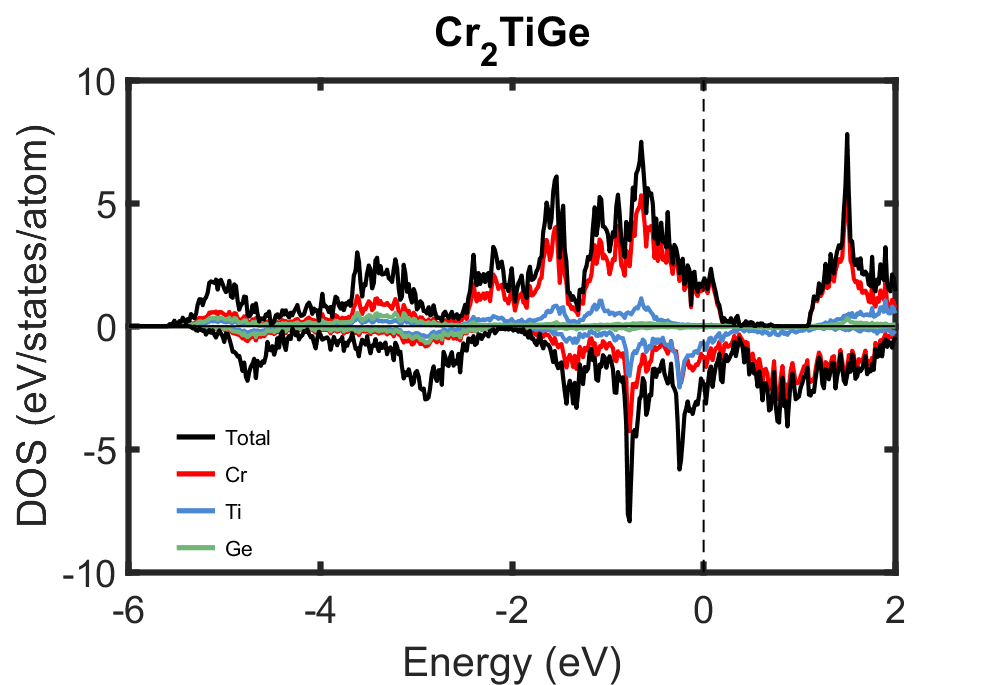 Cr2TiGe
10
5
0
-5
-10
DOS (eV/states/atom)
Total
Cr
Ti
Ge
-6 -4 -2 0 2
Energy (eV)